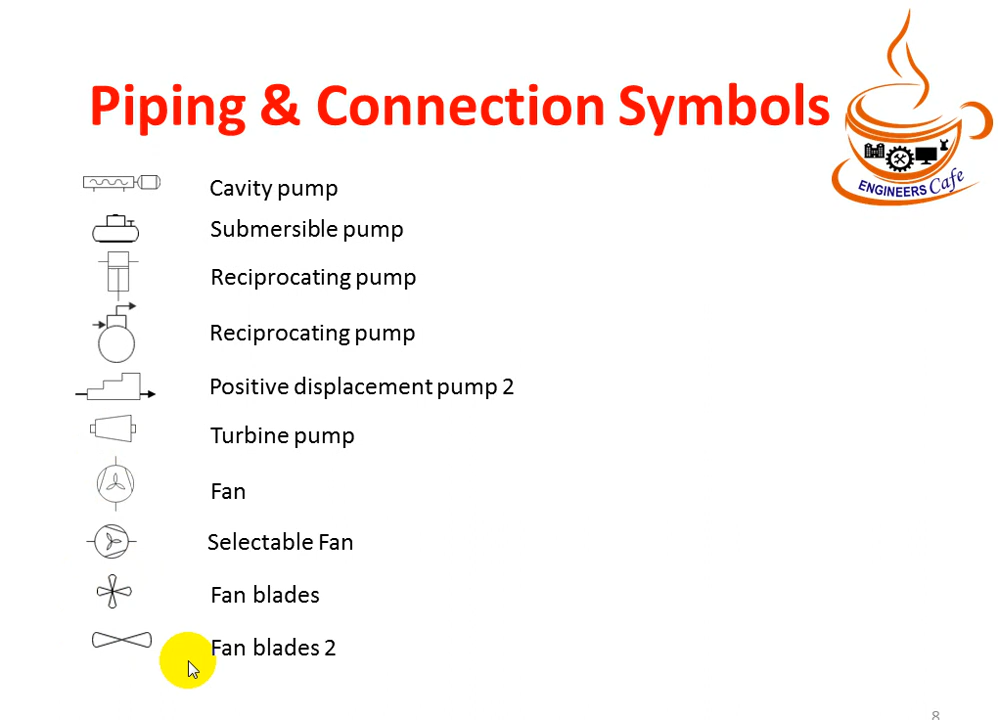 Piping & Connection Symbols
ENGINEERS Cafe
Cavity pump
Submersible pump
Reciprocating pump
Reciprocating pump
Positive displacement pump 2
Turbine pump
Fan
Selectable Fan
Fan blades
Fan blades 2
8